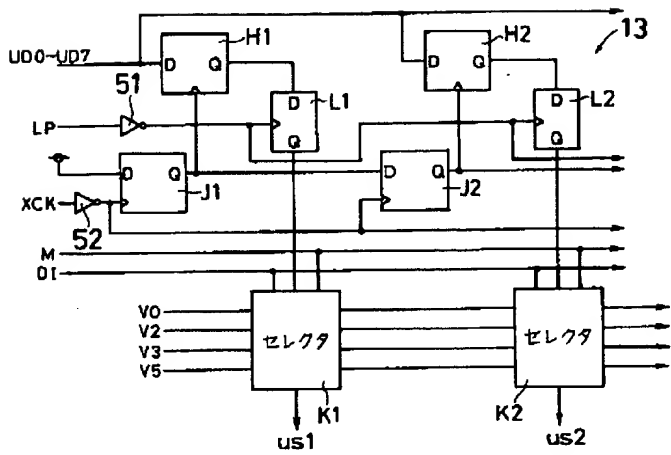 H1
H2
13
UD0~UD7
D Q
D Q
51
D
L1
D
L2
LP
Q
Q
D Q
J1
D Q
J2
XCK
52
M
DI
V0
V2
V3
V5
セレクタ
セレクタ
K1
K2
us1
us2